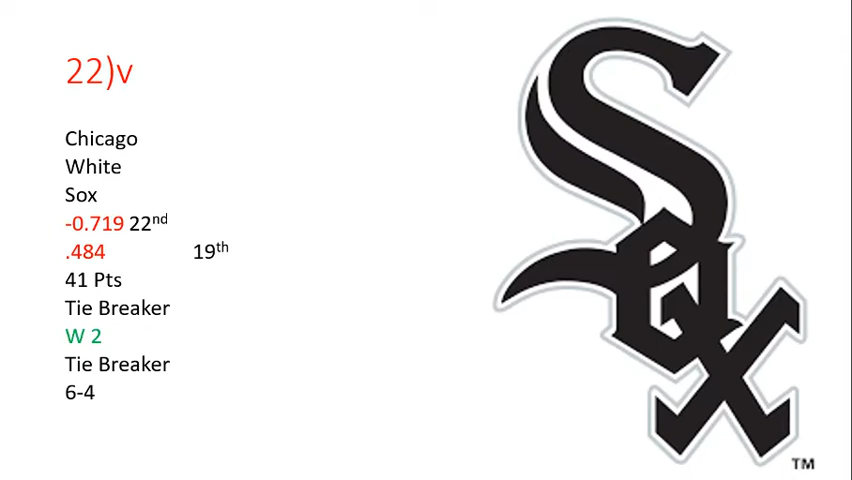 22)v
Chicago
White
Sox
-0.719 22nd
.484 19th
41 Pts
Tie Breaker
W 2
Tie Breaker
6-4
Sox
TM